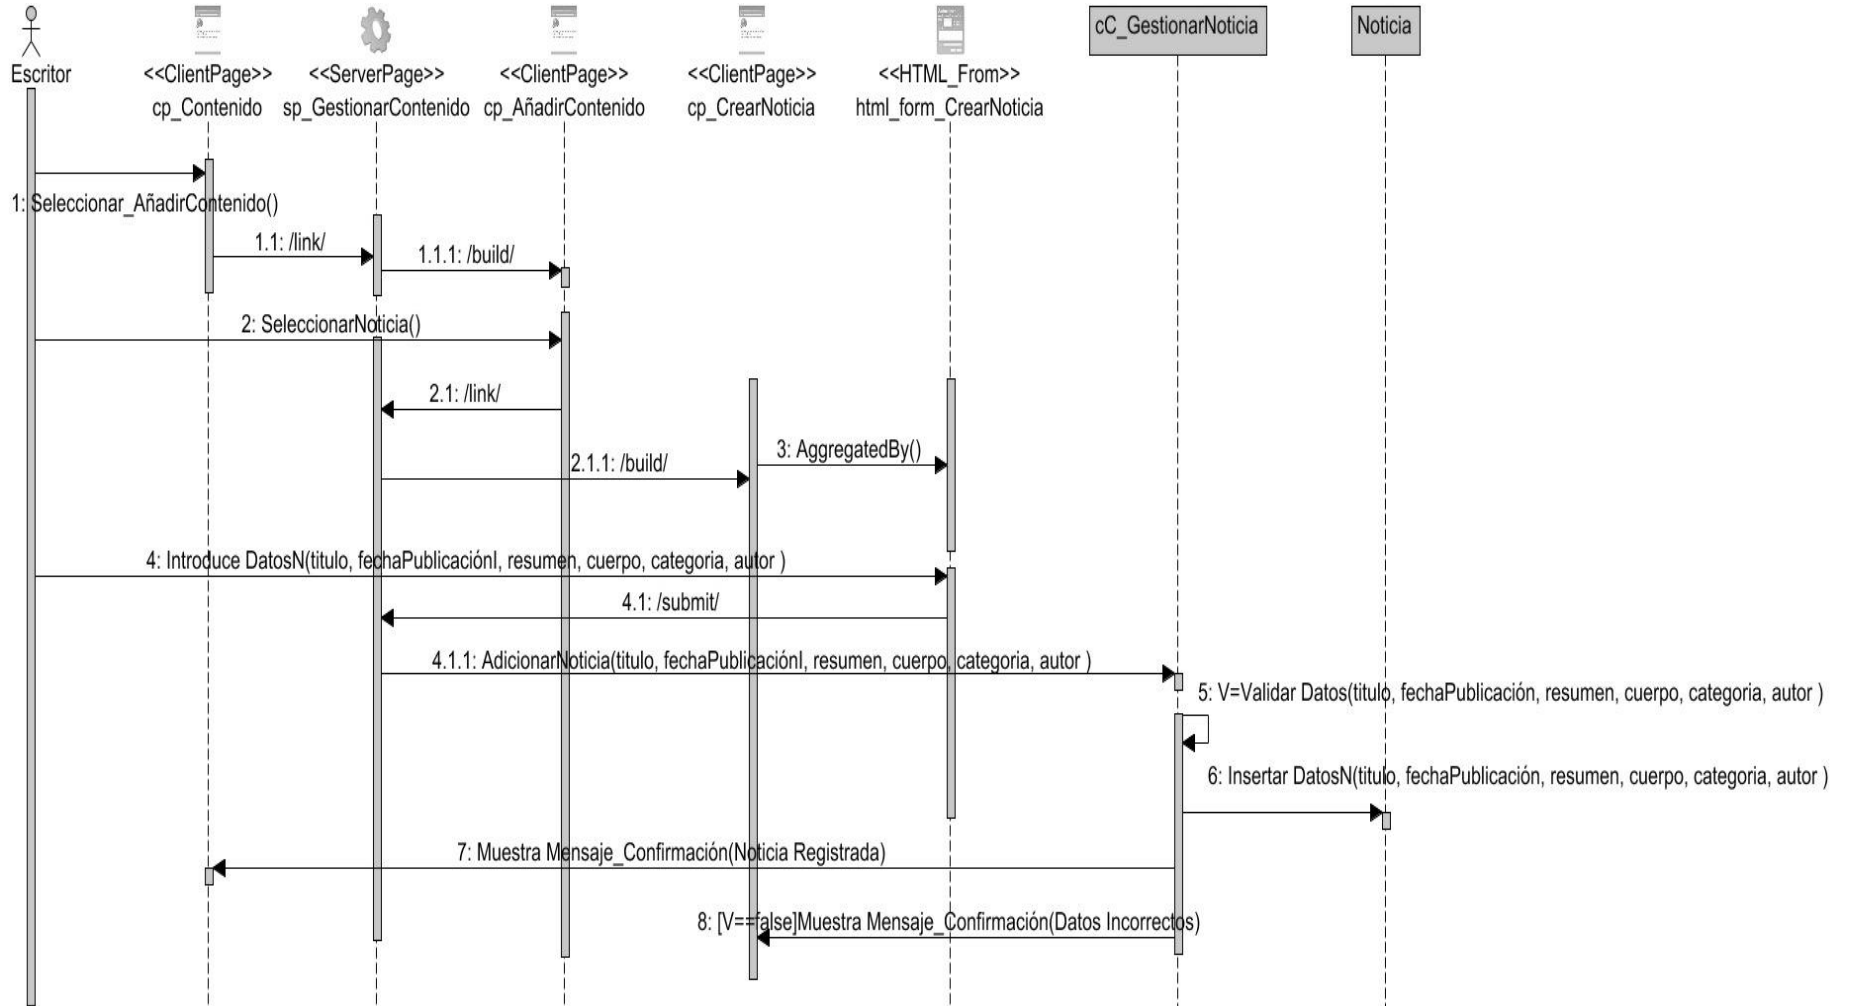 cC_GestionarNoticia
Noticia
Escritor
<<ClientPage>>
cp_Contenido
<<ServerPage>>
sp_GestionarContenido
<<ClientPage>>
cp_AñadirContenido
<<ClientPage>>
cp_CrearNoticia
<<HTML_From>>
html_form_CrearNoticia
1: Seleccionar_AñadirContenido()
1.1: /link/
1.1.1: /build/
2: SeleccionarNoticia()
2.1: /link/
2.1.1: /build/
3: AggregatedBy()
4: Introduce DatosN(titulo, fechaPublicaciónI, resumen, cuerpo, categoria, autor )
4.1: /submit/
4.1.1: AdicionarNoticia(titulo, fechaPublicaciónI, resumen, cuerpo, categoria, autor )
5: V=Validar Datos(titulo, fechaPublicación, resumen, cuerpo, categoria, autor )
6: Insertar DatosN(titulo, fechaPublicación, resumen, cuerpo, categoria, autor )
7: Muestra Mensaje_Confirmación(Noticia Registrada)
8: [V==false]Muestra Mensaje_Confirmación(Datos Incorrectos)